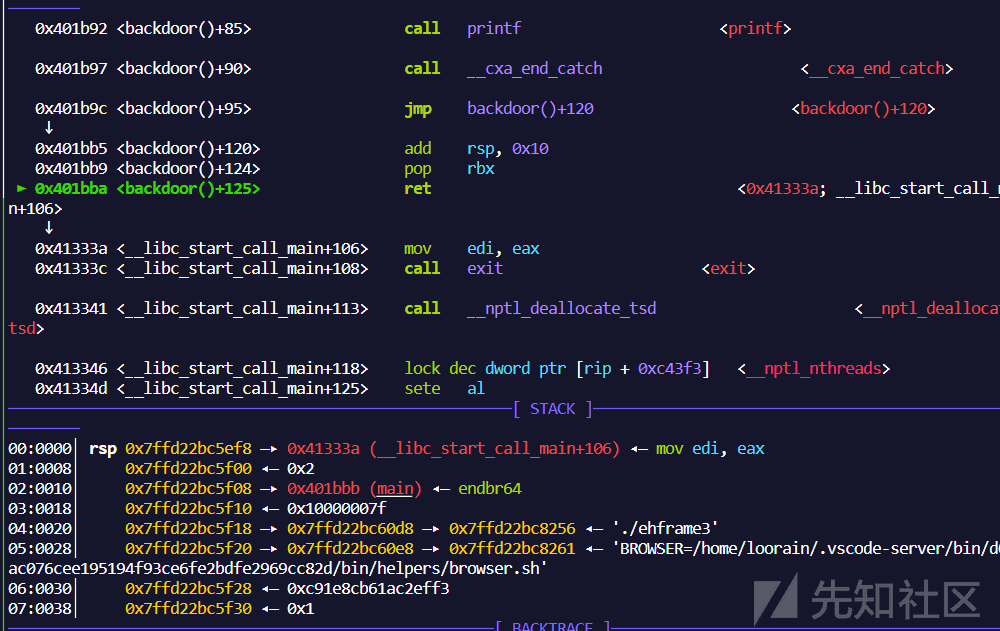 0x401b92 <backdoor()+85> call printf <printf>
0x401b97 <backdoor()+90> call __cxa_end_catch <__cxa_end_catch>
0x401b9c <backdoor()+95> jmp backdoor()+120 <backdoor()+120>
↓
0x401bb5 <backdoor()+120> add rsp, 0x10
0x401bb9 <backdoor()+124> pop rbx
► 0x401bba <backdoor()+125> ret <0x41333a; __libc_start_call_
n+106>
↓
0x41333a <__libc_start_call_main+106> mov edi, eax
0x41333c <__libc_start_call_main+108> call exit <exit>
0x413341 <__libc_start_call_main+113> call __nptl_deallocate_tsd <__nptl_dealloca
tsd>
0x413346 <__libc_start_call_main+118> lock dec dword ptr [rip + 0xc43f3] <__nptl_nthreads>
0x41334d <__libc_start_call_main+125> sete al
[ STACK ]
00:0000│ rsp 0x7ffd22bc5ef8 —▸ 0x41333a (__libc_start_call_main+106) ◂— mov edi, eax
01:0008│ 0x7ffd22bc5f00 ◂— 0x2
02:0010│ 0x7ffd22bc5f08 —▸ 0x401bbb (main) ◂— endbr64
03:0018│ 0x7ffd22bc5f10 ◂— 0x10000007f
04:0020│ 0x7ffd22bc5f18 —▸ 0x7ffd22bc60d8 —▸ 0x7ffd22bc8256 ◂— './ehframe3'
05:0028│ 0x7ffd22bc5f20 —▸ 0x7ffd22bc60e8 —▸ 0x7ffd22bc8261 ◂— 'BROWSER=/home/loorain/.vscode-server/bin/d
ac076cee195194f93ce6fe2bdfe2969cc82d/bin/helpers/browser.sh'
06:0030│ 0x7ffd22bc5f28 ◂— 0xc91e8cb61ac2eff3
07:0038│ 0x7ffd22bc5f30 ◂— 0x1
[ BACKTRACE ]
先知社区